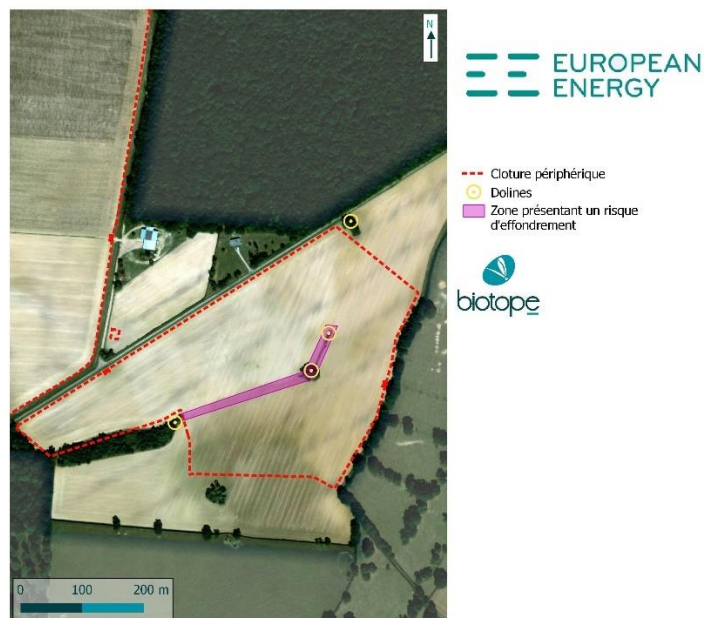 N
EUROPEAN
ENERGY
Cloture périphérique
Dolines
Zone présentant un risque
d'effondrement
biotope
0 100 200 m